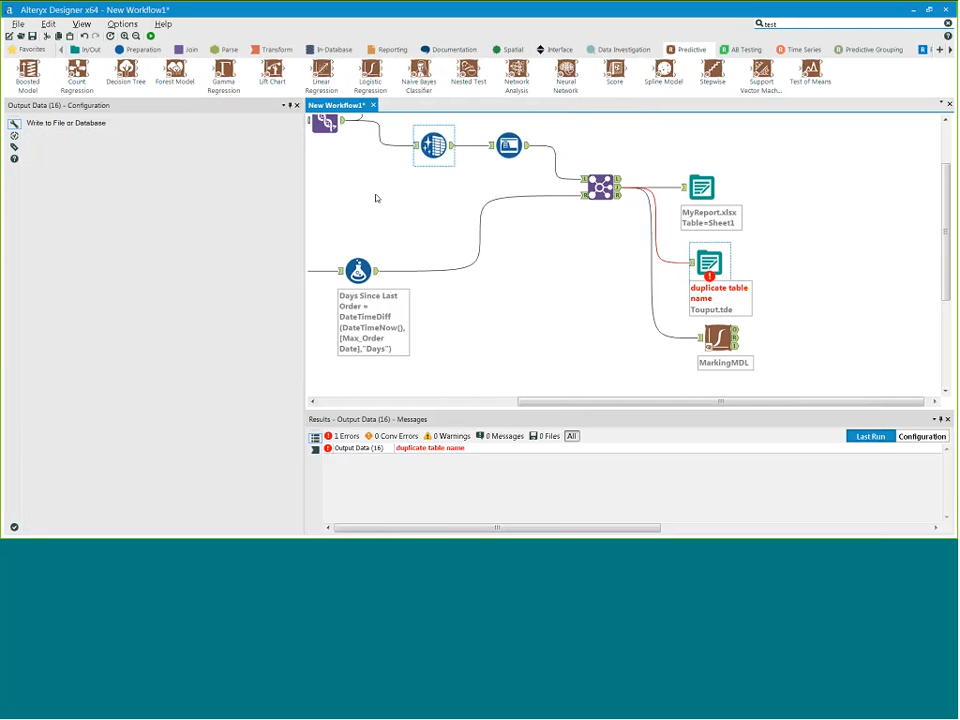 Alteryx Designer x64 - New Workflow1*
File Edit View Options Help
test
Favorites In/Out Preparation Join Parse Transform In-Database Reporting Documentation Spatial Interface Data Investigation Predictive AB Testing Time Series Predictive Grouping
Boosted Model
Count Regression
Decision Tree
Forest Model
Gamma Regression
Lift Chart
Linear Regression
Logistic Regression
Naive Bayes Classifier
Nested Test
Network Analysis
Neural Network
Score
Spline Model
Stepwise
Support Vector Mach...
Test of Means
Output Data (16) - Configuration
New Workflow1*
Write to File or Database
MyReport.xlsx
Table=Sheet1
duplicate table
name
Touput.tde
Days Since Last
Order =
DateTimeDiff
(DateTimeNow(),
[Max_Order
Date],"Days")
MarkingMDL
Results - Output Data (16) - Messages
1 Errors 0 Conv Errors 0 Warnings 0 Messages 0 Files All
Last Run Configuration
Output Data (16) duplicate table name